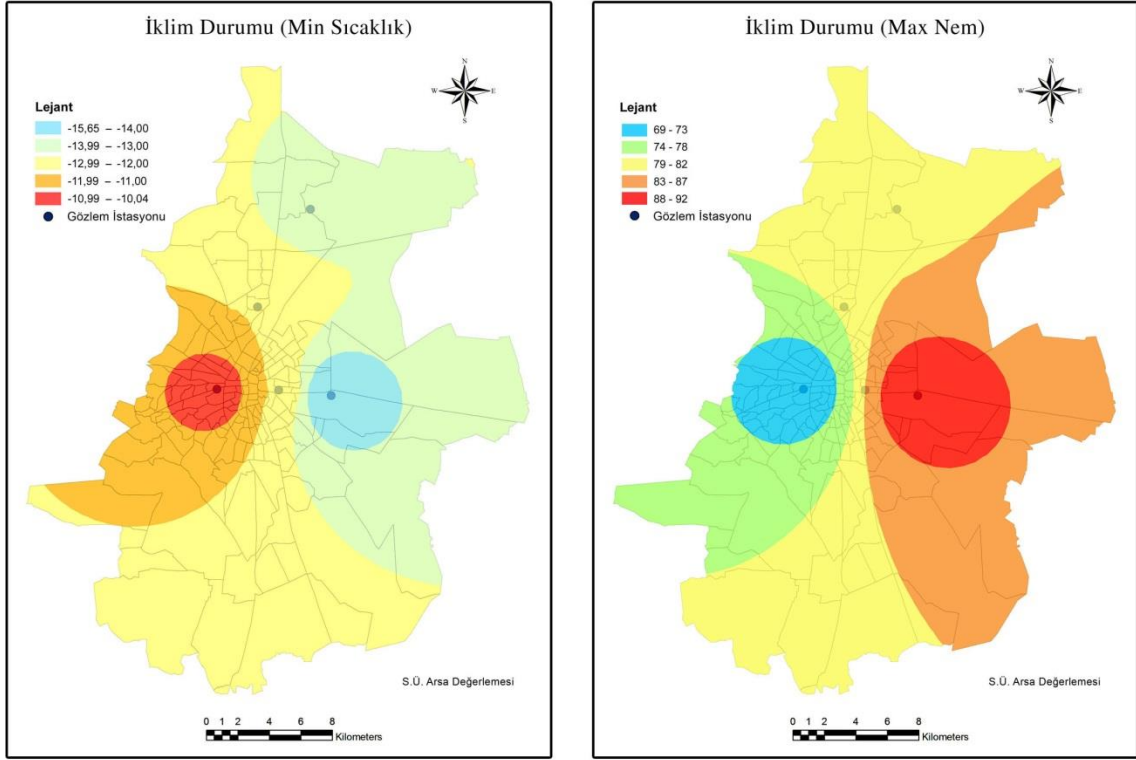 İklim Durumu (Min Sıcaklık)
N
W E
S
Lejant
-15,65 – -14,00
-13,99 – -13,00
-12,99 – -12,00
-11,99 – -11,00
-10,99 – -10,04
Gözlem İstasyonu
S.Ü. Arsa Değerlemesi
0 1 2 4 6 8
Kilometers
İklim Durumu (Max Nem)
N
W E
S
Lejant
69 - 73
74 - 78
79 - 82
83 - 87
88 - 92
Gözlem İstasyonu
S.Ü. Arsa Değerlemesi
0 1 2 4 6 8
Kilometers